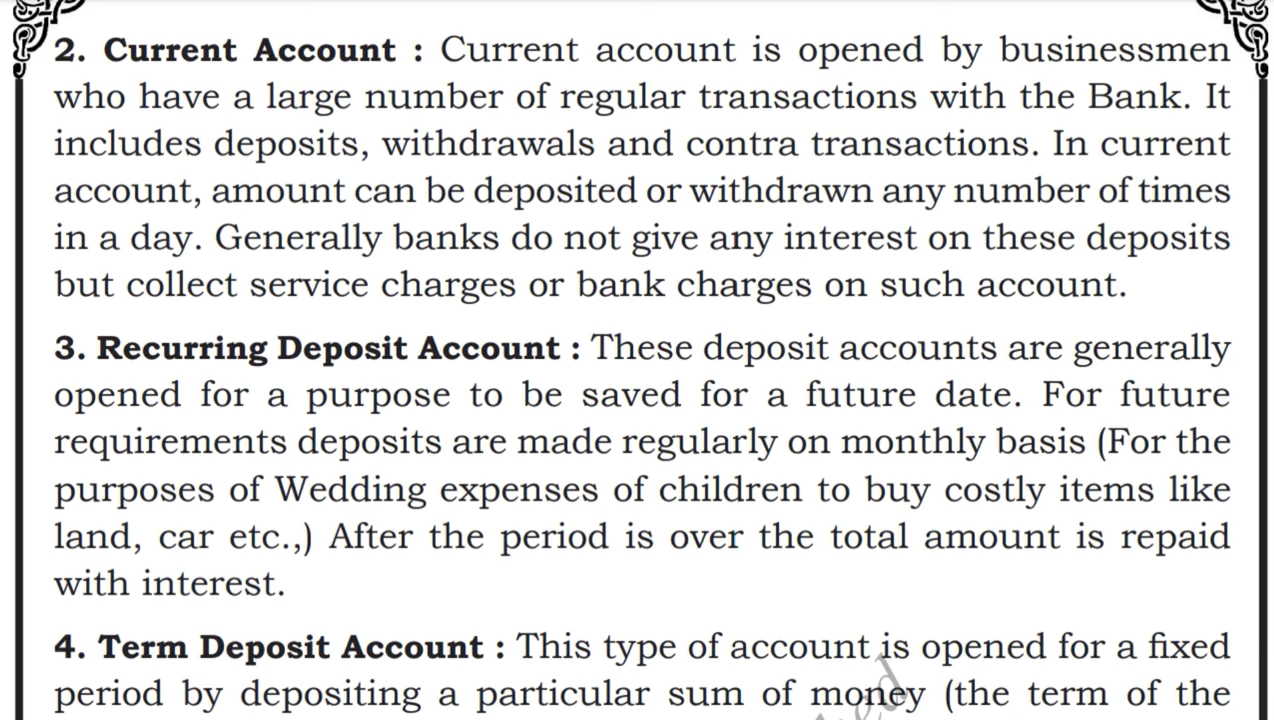 2. Current Account : Current account is opened by businessmen
who have a large number of regular transactions with the Bank. It
includes deposits, withdrawals and contra transactions. In current
account, amount can be deposited or withdrawn any number of times
in a day. Generally banks do not give any interest on these deposits
but collect service charges or bank charges on such account.
3. Recurring Deposit Account : These deposit accounts are generally
opened for a purpose to be saved for a future date. For future
requirements deposits are made regularly on monthly basis (For the
purposes of Wedding expenses of children to buy costly items like
land, car etc.,) After the period is over the total amount is repaid
with interest.
4. Term Deposit Account : This type of account is opened for a fixed
period by depositing a particular sum of money (the term of the